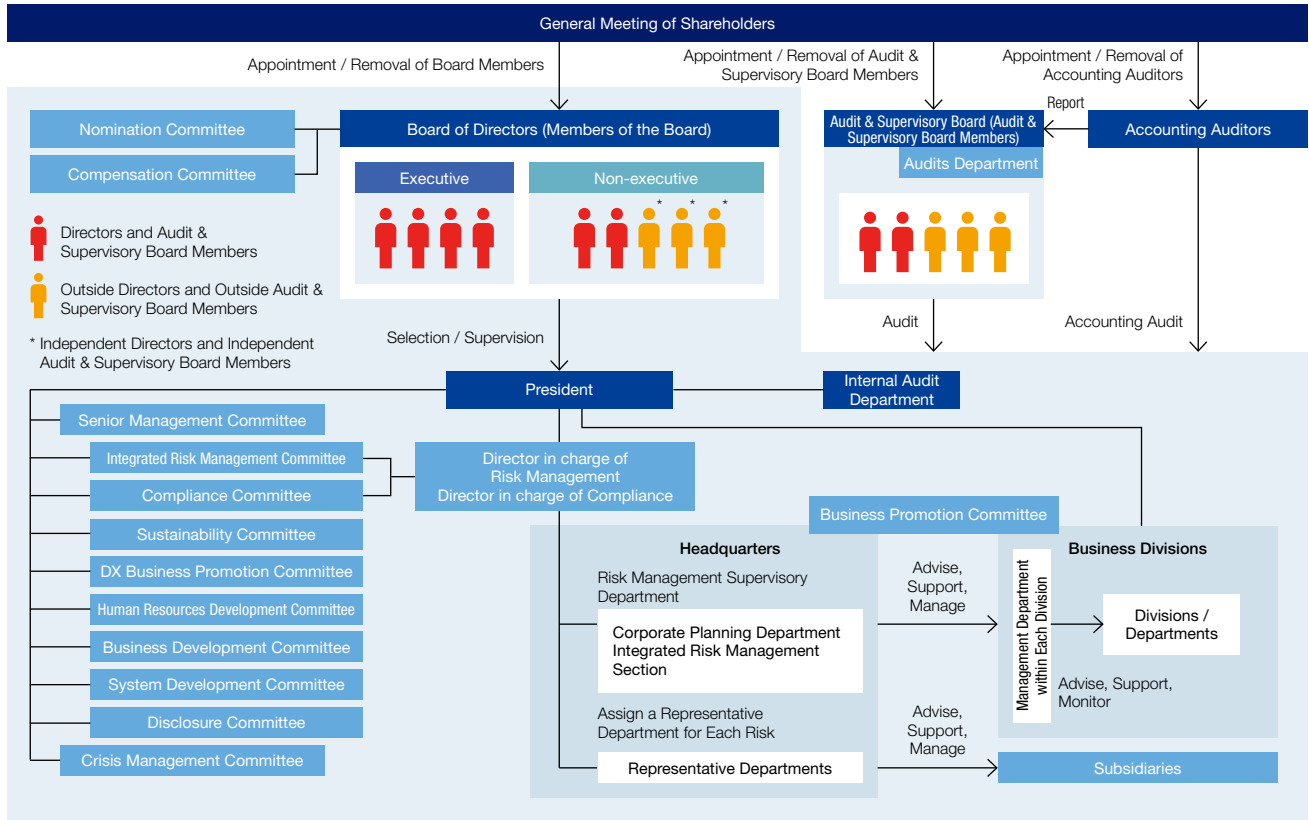 General Meeting of Shareholders
Appointment / Removal of Board Members
Appointment / Removal of Audit &
Supervisory Board Members
Appointment / Removal of
Accounting Auditors
Report
Nomination Committee
Compensation Committee
Board of Directors (Members of the Board)
Audit & Supervisory Board (Audit &
Supervisory Board Members)
Audits Department
Accounting Auditors
Executive
Non-executive
* * *
Directors and Audit &
Supervisory Board Members
Outside Directors and Outside Audit &
Supervisory Board Members
* Independent Directors and Independent
Audit & Supervisory Board Members
Selection / Supervision
Audit
Accounting Audit
President
Internal Audit
Department
Senior Management Committee
Integrated Risk Management Committee
Compliance Committee
Sustainability Committee
DX Business Promotion Committee
Human Resources Development Committee
Business Development Committee
System Development Committee
Disclosure Committee
Crisis Management Committee
Director in charge of
Risk Management
Director in charge of Compliance
Business Promotion Committee
Headquarters
Risk Management Supervisory
Department
Corporate Planning Department
Integrated Risk Management
Section
Assign a Representative
Department for Each Risk
Representative Departments
Advise,
Support,
Manage
Advise,
Support,
Manage
Business Divisions
Management Department
within Each Division
Divisions /
Departments
Advise, Support,
Monitor
Subsidiaries